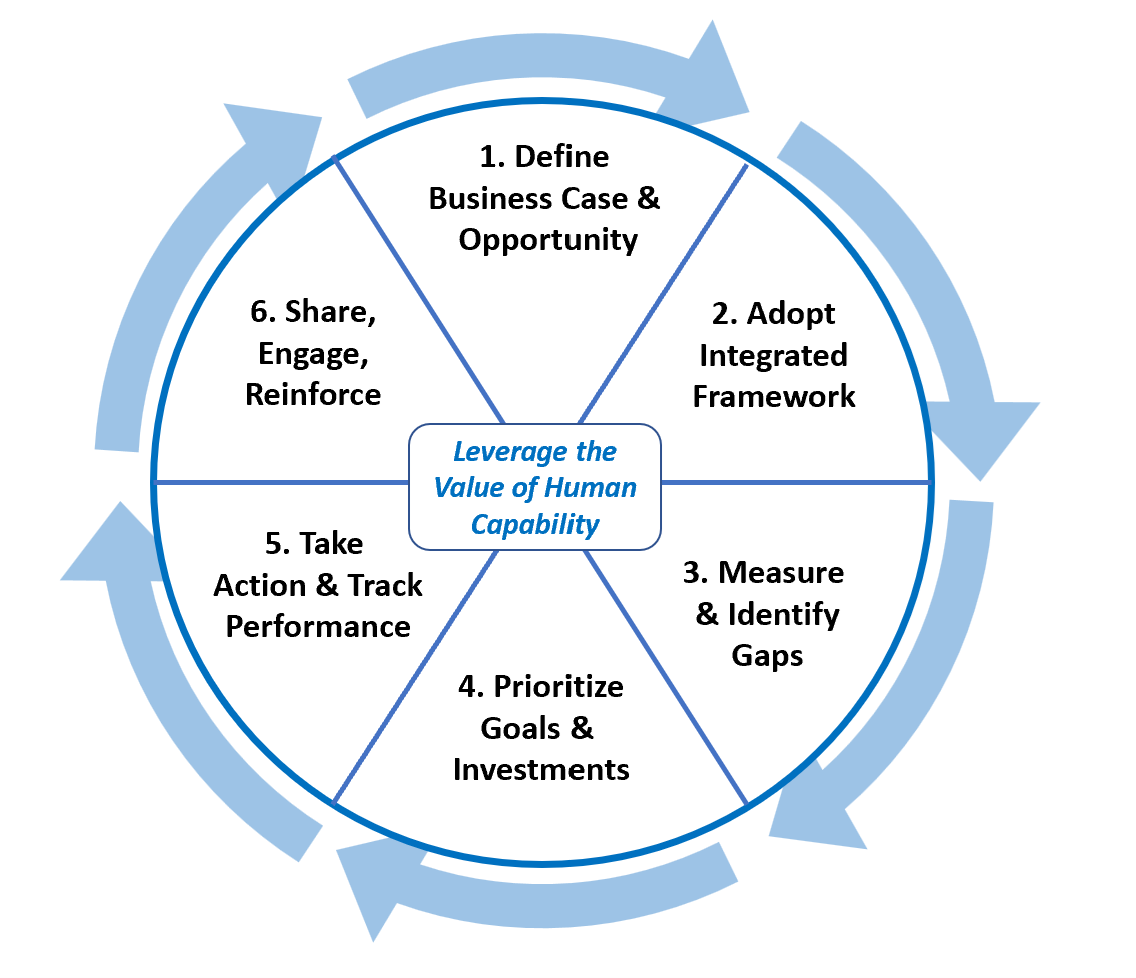 1. Define
Business Case &
Opportunity
2. Adopt
Integrated
Framework
3. Measure
& Identify
Gaps
4. Prioritize
Goals &
Investments
5. Take
Action & Track
Performance
6. Share,
Engage,
Reinforce
Leverage the
Value of Human
Capability